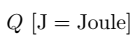 Q [J = Joule]